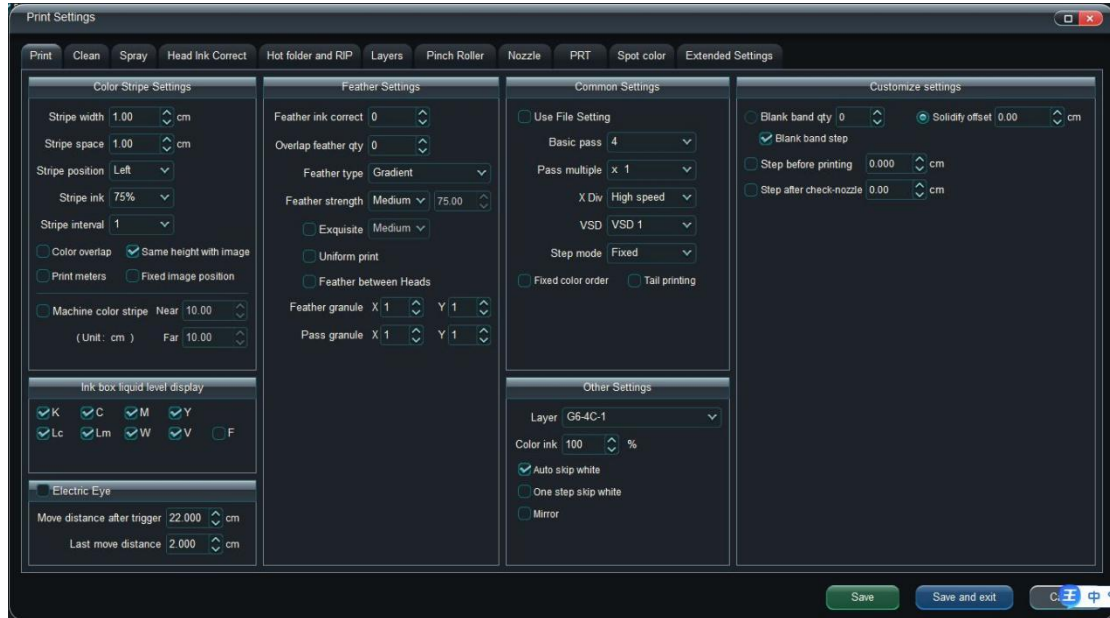 Print Settings
Print Clean Spray Head Ink Correct Hot folder and RIP Layers Pinch Roller Nozzle PRT Spot color Extended Settings
Color Stripe Settings
Stripe width 1.00 cm
Stripe space 1.00 cm
Stripe position Left
Stripe ink 75%
Stripe interval 1
Color overlap Same height with image
Print meters Fixed image position
Machine color stripe Near 10.00
(Unit: cm ) Far 10.00
Ink box liquid level display
K C M Y
Lc Lm W V F
Electric Eye
Move distance after trigger 22.000 cm
Last move distance 2.000 cm
Feather Settings
Feather ink correct 0
Overlap feather qty 0
Feather type Gradient
Feather strength Medium 75.00
Exquisite Medium
Uniform print
Feather between Heads
Feather granule X 1 Y 1
Pass granule X 1 Y 1
Common Settings
Use File Setting
Basic pass 4
Pass multiple x 1
X Div High speed
VSD VSD 1
Step mode Fixed
Fixed color order Tail printing
Other Settings
Layer G6-4C-1
Color ink 100 %
Auto skip white
One step skip white
Mirror
Customize settings
Blank band qty 0 Solidify offset 0.00 cm
Blank band step
Step before printing 0.000 cm
Step after check-nozzle 0.00 cm
Save Save and exit
王 中